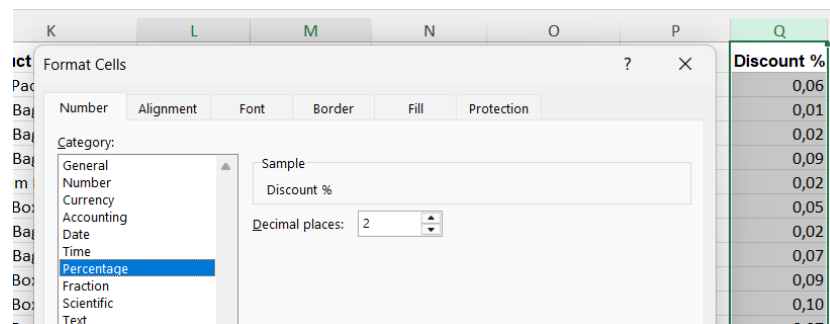 K L M N O P Q
Format Cells ? Discount %
Number Alignment Font Border Fill Protection
Category:
General
Number
Currency
Accounting
Date
Time
Percentage
Fraction
Scientific
Text
Sample
Discount %
Decimal places: 2
0,06
0,01
0,02
0,09
0,02
0,05
0,02
0,07
0,09
0,10